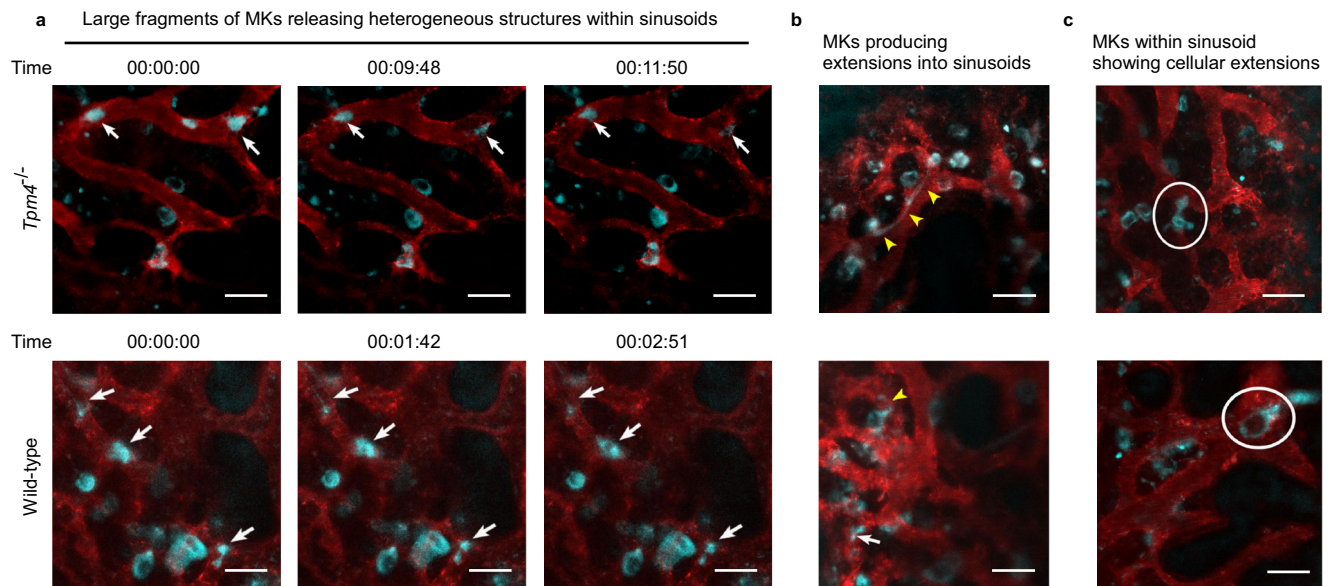 a Large fragments of MKs releasing heterogeneous structures within sinusoids
Time 00:00:00 00:09:48 00:11:50
Tpm4-/-
Time 00:00:00 00:01:42 00:02:51
Wild-type
b
MKs producing
extensions into sinusoids
c
MKs within sinusoid
showing cellular extensions